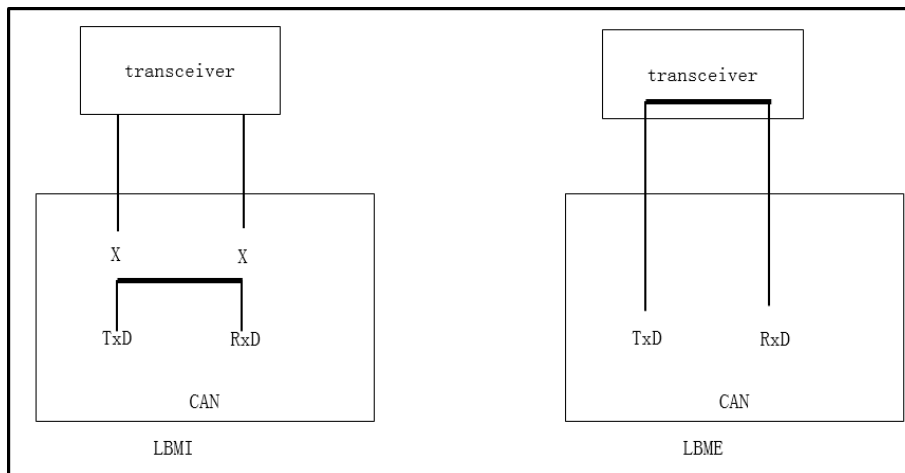 transceiver
transceiver
X
X
TxD
RxD
TxD
RxD
CAN
CAN
LBMI
LBME